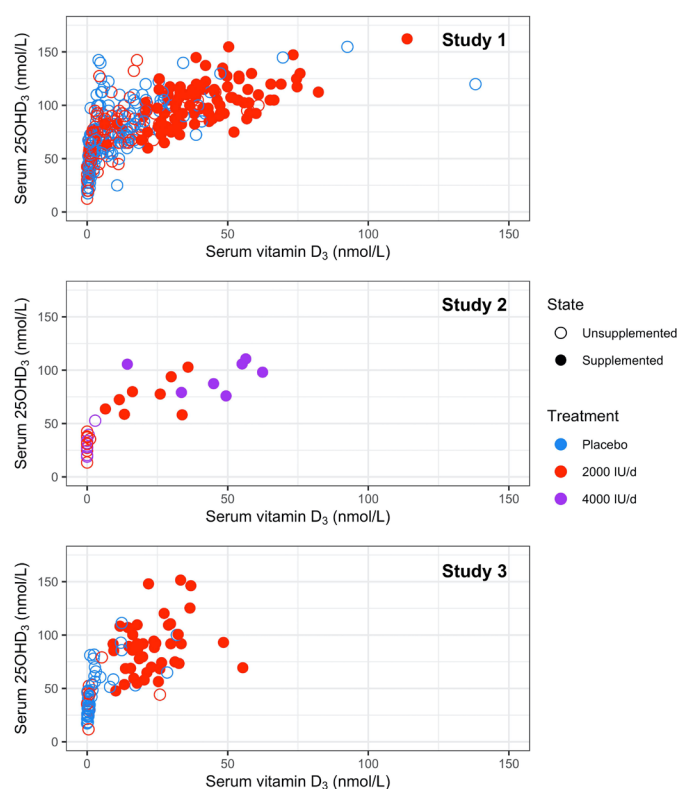 Study 1
Serum 25OHD₃ (nmol/L)
150
100
50
0
0 50 100 150
Serum vitamin D₃ (nmol/L)
Study 2
Serum 25OHD₃ (nmol/L)
150
100
50
0
0 50 100 150
Serum vitamin D₃ (nmol/L)
State
Unsupplemented
Supplemented
Treatment
Placebo
2000 IU/d
4000 IU/d
Study 3
Serum 25OHD₃ (nmol/L)
150
100
50
0
0 50 100 150
Serum vitamin D₃ (nmol/L)